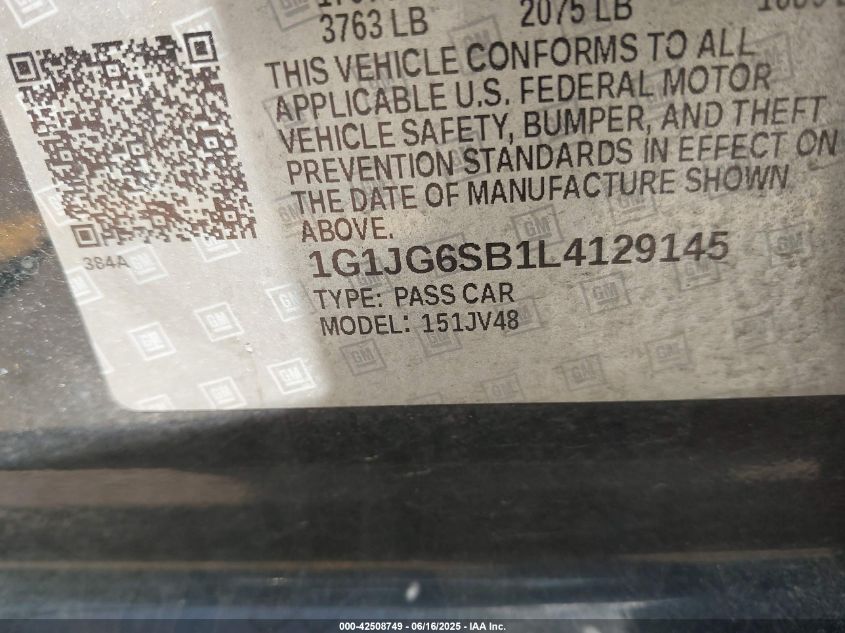 3763 LB 2075 LB
THIS VEHICLE CONFORMS TO ALL
APPLICABLE U.S. FEDERAL MOTOR
VEHICLE SAFETY, BUMPER, AND THEFT
PREVENTION STANDARDS IN EFFECT ON
THE DATE OF MANUFACTURE SHOWN
ABOVE.
384A
1G1JG6SB1L4129145
TYPE: PASS CAR
MODEL: 151JV48
GM
000-42508749 - 06/16/2025 - IAA Inc.